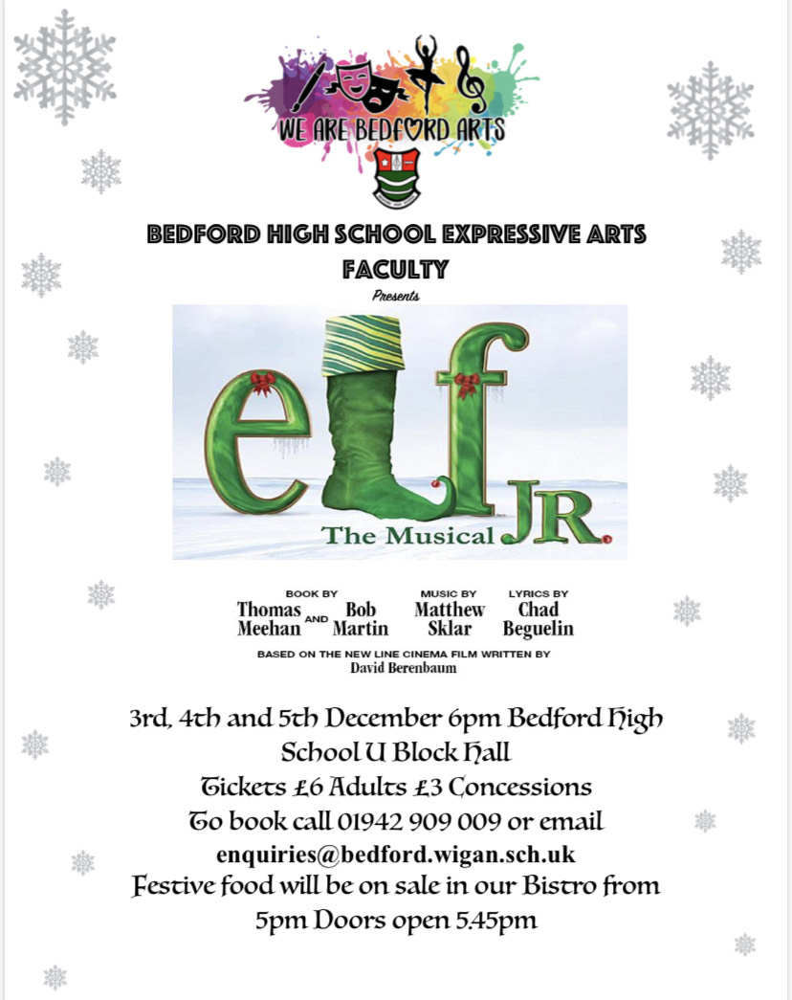 WE ARE BEDFORD ARTS
BEDFORD HIGH SCHOOL EXPRESSIVE ARTS
FACULTY
Presents
elf
The Musical JR.
BOOK BY MUSIC BY LYRICS BY
Thomas Meehan AND Bob Martin Matthew Sklar Chad Beguelin
BASED ON THE NEW LINE CINEMA FILM WRITTEN BY
David Berenbaum
3rd, 4th and 5th December 6pm Bedford High
School U Block Hall
Tickets £6 Adults £3 Concessions
To book call 01942 909 009 or email
enquiries@bedford.wigan.sch.uk
Festive food will be on sale in our Bistro from
5pm Doors open 5.45pm